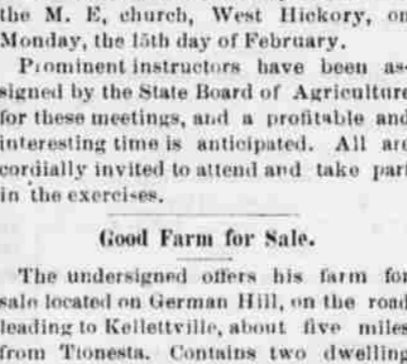 the M. E, church, West Hickory, on
Monday, the 15th day of February.
Prominent instructors have been as-
signed by the State Board of Agriculture
for these meetings, and a profitable and
interesting time is anticipated. All are
cordially invited to attend and take part
in the exercises.
Good Farm for Sale.
The undersigned offers his farm for
sale located on German Hill, on the road
leading to Kellettville, about five miles
from Tionesta. Contains two dwelling